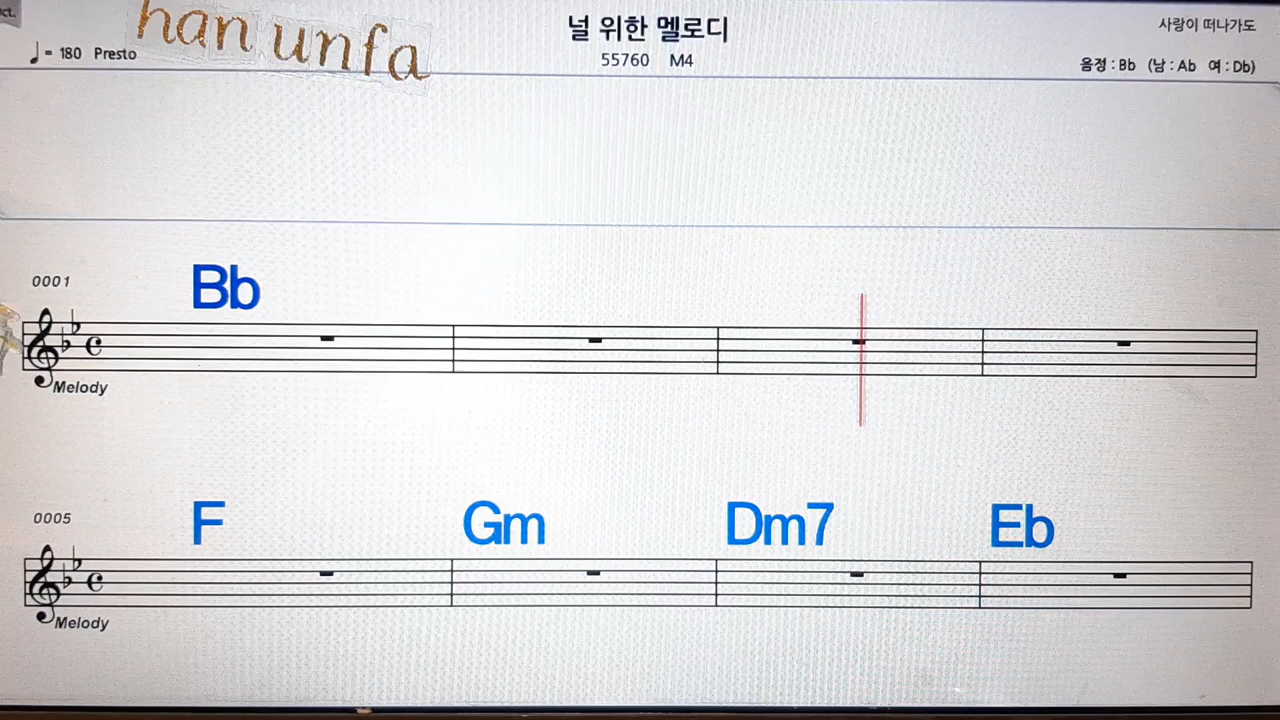 ct.
han unfa
널 위한 멜로디
사랑이 떠나가도
♩= 180 Presto
55760 M4
음정 : Bb (남 : Ab 여 : Db)
0001
Bb
Melody
0005
F Gm Dm7 Eb
Melody